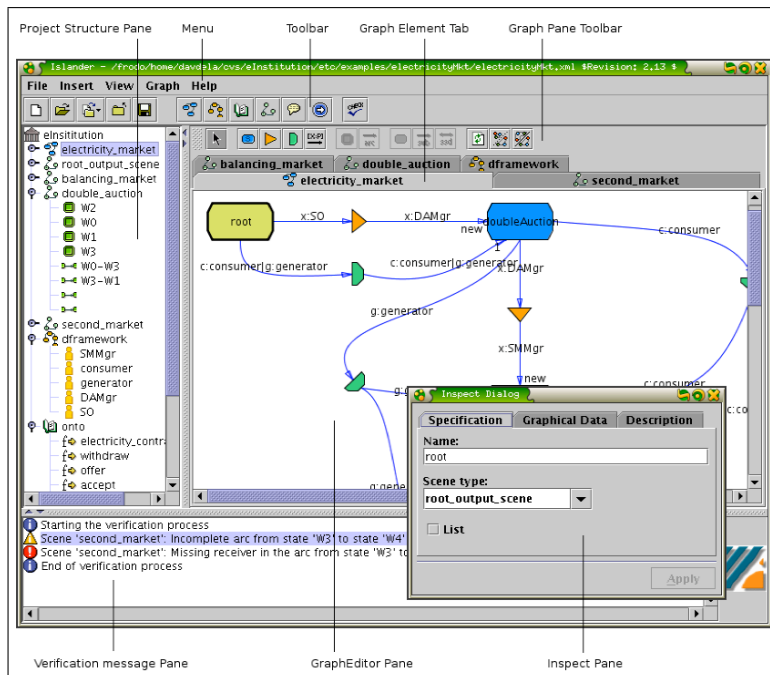 Project Structure Pane
Menu
Toolbar
Graph Element Tab
Graph Pane Toolbar
Islander - /frodo/home/davdela/cvs/eInstitution/etc/examples/electricityMkt/electricityMkt.xml $Revision: 2.13 $
File Insert View Graph Help
CHECK
eInsititution
electricity_market
root_output_scene
balancing_market
double_auction
W2
W0
W1
W3
W0-W3
W3-W1
second_market
dframework
SMMgr
consumer
generator
DAMgr
SO
onto
electricity_contra
withdraw
offer
accept
S
[X-P]
arc
sub
balancing_market
double_auction
dframework
electricity_market
second_market
root
x:SO
x:DAMgr
new
doubleAuction
c:consumer
1
c:consumer|g:generator
c:consumer|g:generator
x:DAMgr
g:generator
x:SMMgr
new
c:consumer
g:generator
Inspect Dialog
Specification
Graphical Data
Description
Name:
root
Scene type:
root_output_scene
List
Apply
Starting the verification process
Scene 'second_market': Incomplete arc from state 'W3' to state 'W4'
Scene 'second_market': Missing receiver in the arc from state 'W3' to
End of verification process
Verification message Pane
GraphEditor Pane
Inspect Pane